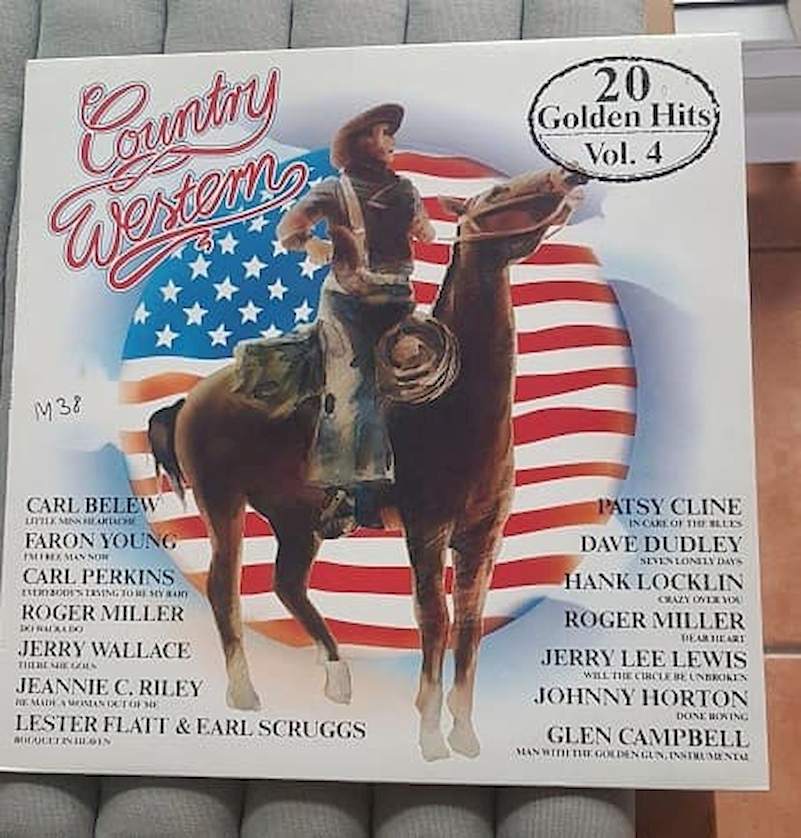 Country
Western
20
Golden Hits
Vol. 4
M38
CARL BELEW
LITTLE MISS HEARTACHE
FARON YOUNG
I'M FREE MAN NOW
CARL PERKINS
EVERYBODY'S TRYING TO BE MY BABY
ROGER MILLER
DO WACKA DO
JERRY WALLACE
THERE SHE GOES
JEANNIE C. RILEY
HE MADE A WOMAN OUT OF ME
LESTER FLATT & EARL SCRUGGS
BOUQUET IN HEAVEN
PATSY CLINE
IN CARE OF THE BLUES
DAVE DUDLEY
SEVEN LONELY DAYS
HANK LOCKLIN
CRAZY OVER YOU
ROGER MILLER
DEAR HEART
JERRY LEE LEWIS
WILL THE CIRCLE BE UNBROKEN
JOHNNY HORTON
DONE ROVING
GLEN CAMPBELL
MAN WITH THE GOLDEN GUN, INSTRUMENTAL